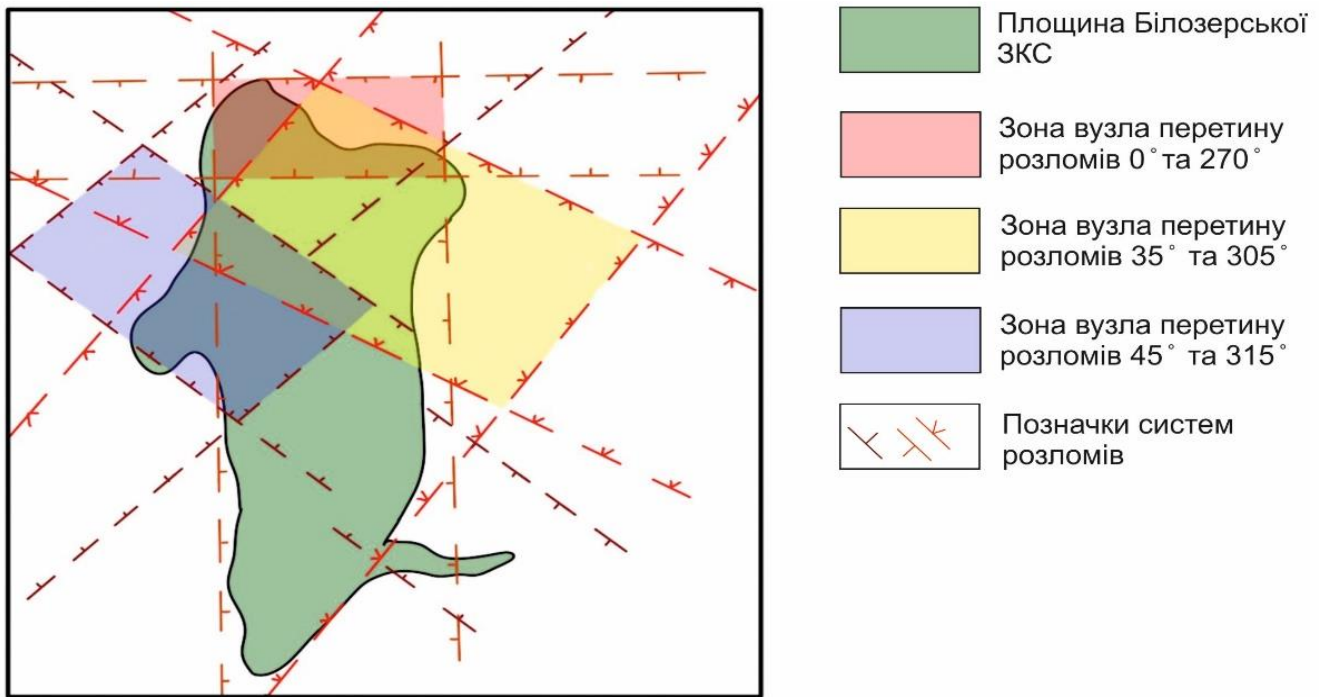 Площина Білозерської
ЗКС
Зона вузла перетину
розломів 0° та 270°
Зона вузла перетину
розломів 35° та 305°
Зона вузла перетину
розломів 45° та 315°
Позначки систем
розломів